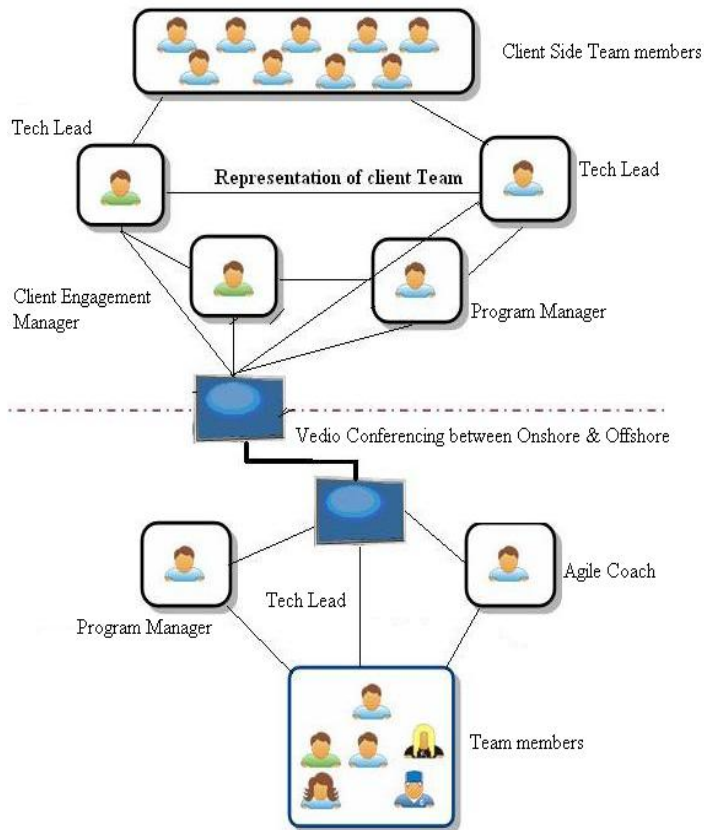 Client Side Team members
Tech Lead
Representation of client Team
Tech Lead
Client Engagement
Manager
Program Manager
Vedio Conferencing between Onshore & Offshore
Agile Coach
Tech Lead
Program Manager
Team members